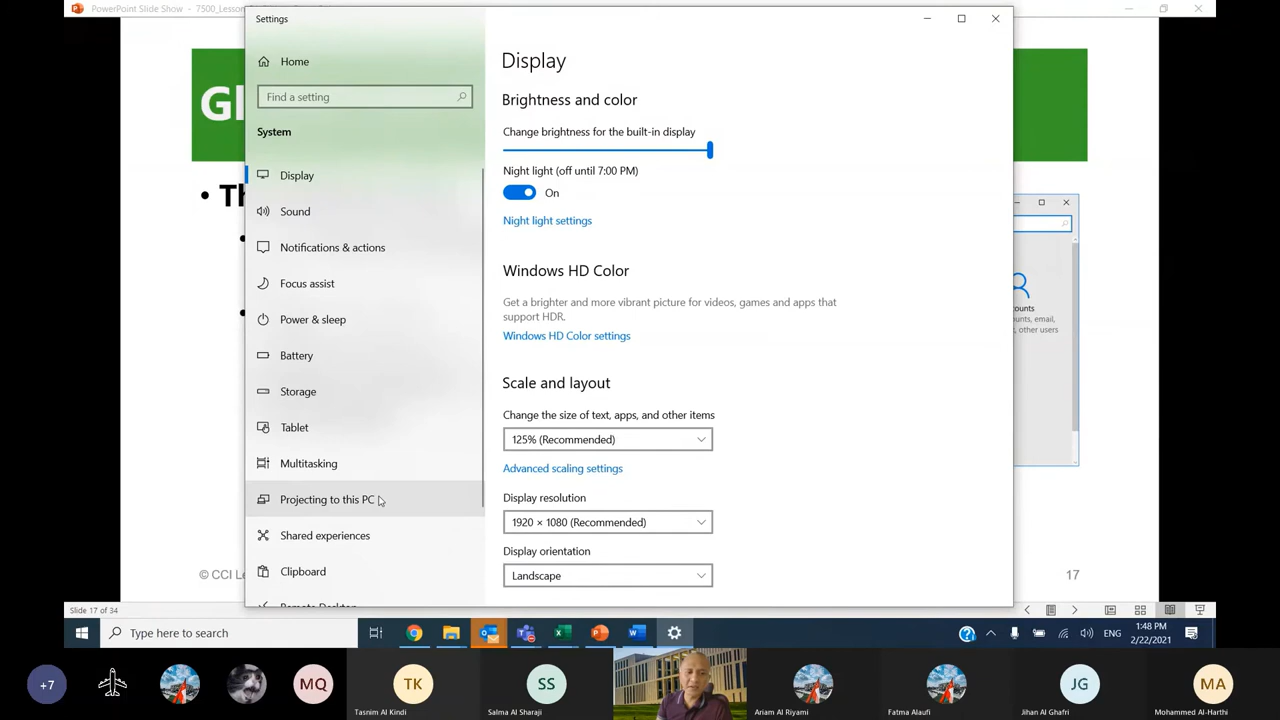 PowerPoint Slide Show - 7500_Lesson
Settings
Home
Find a setting
System
Display
Sound
Notifications & actions
Focus assist
Power & sleep
Battery
Storage
Tablet
Multitasking
Projecting to this PC
Shared experiences
Clipboard
Remote Desktop
Display
Brightness and color
Change brightness for the built-in display
Night light (off until 7:00 PM)
On
Night light settings
Windows HD Color
Get a brighter and more vibrant picture for videos, games and apps that
support HDR.
Windows HD Color settings
Scale and layout
Change the size of text, apps, and other items
125% (Recommended)
Advanced scaling settings
Display resolution
1920 × 1080 (Recommended)
Display orientation
Landscape
counts
unts, email,
, other users
© CCI Le
17
Slide 17 of 34
Type here to search
ENG
1:48 PM
2/22/2021
+7
MQ
TK
Tasnim Al Kindi
SS
Salma Al Sharaji
Ariam Al Riyami
Fatma Alaufi
JG
Jihan Al Ghafri
MA
Mohammed Al-Harthi